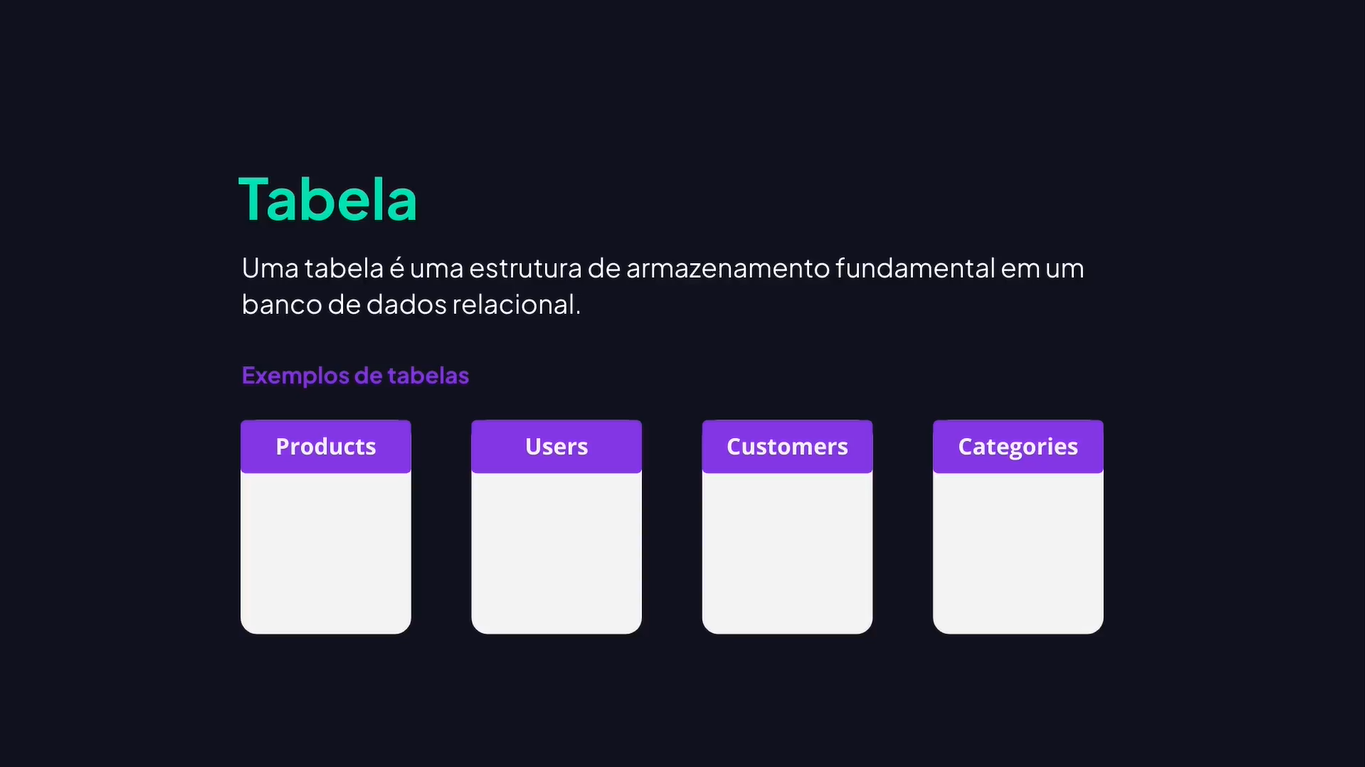 Tabela
Uma tabela é uma estrutura de armazenamento fundamental em um
banco de dados relacional.
Exemplos de tabelas
Products
Users
Customers
Categories